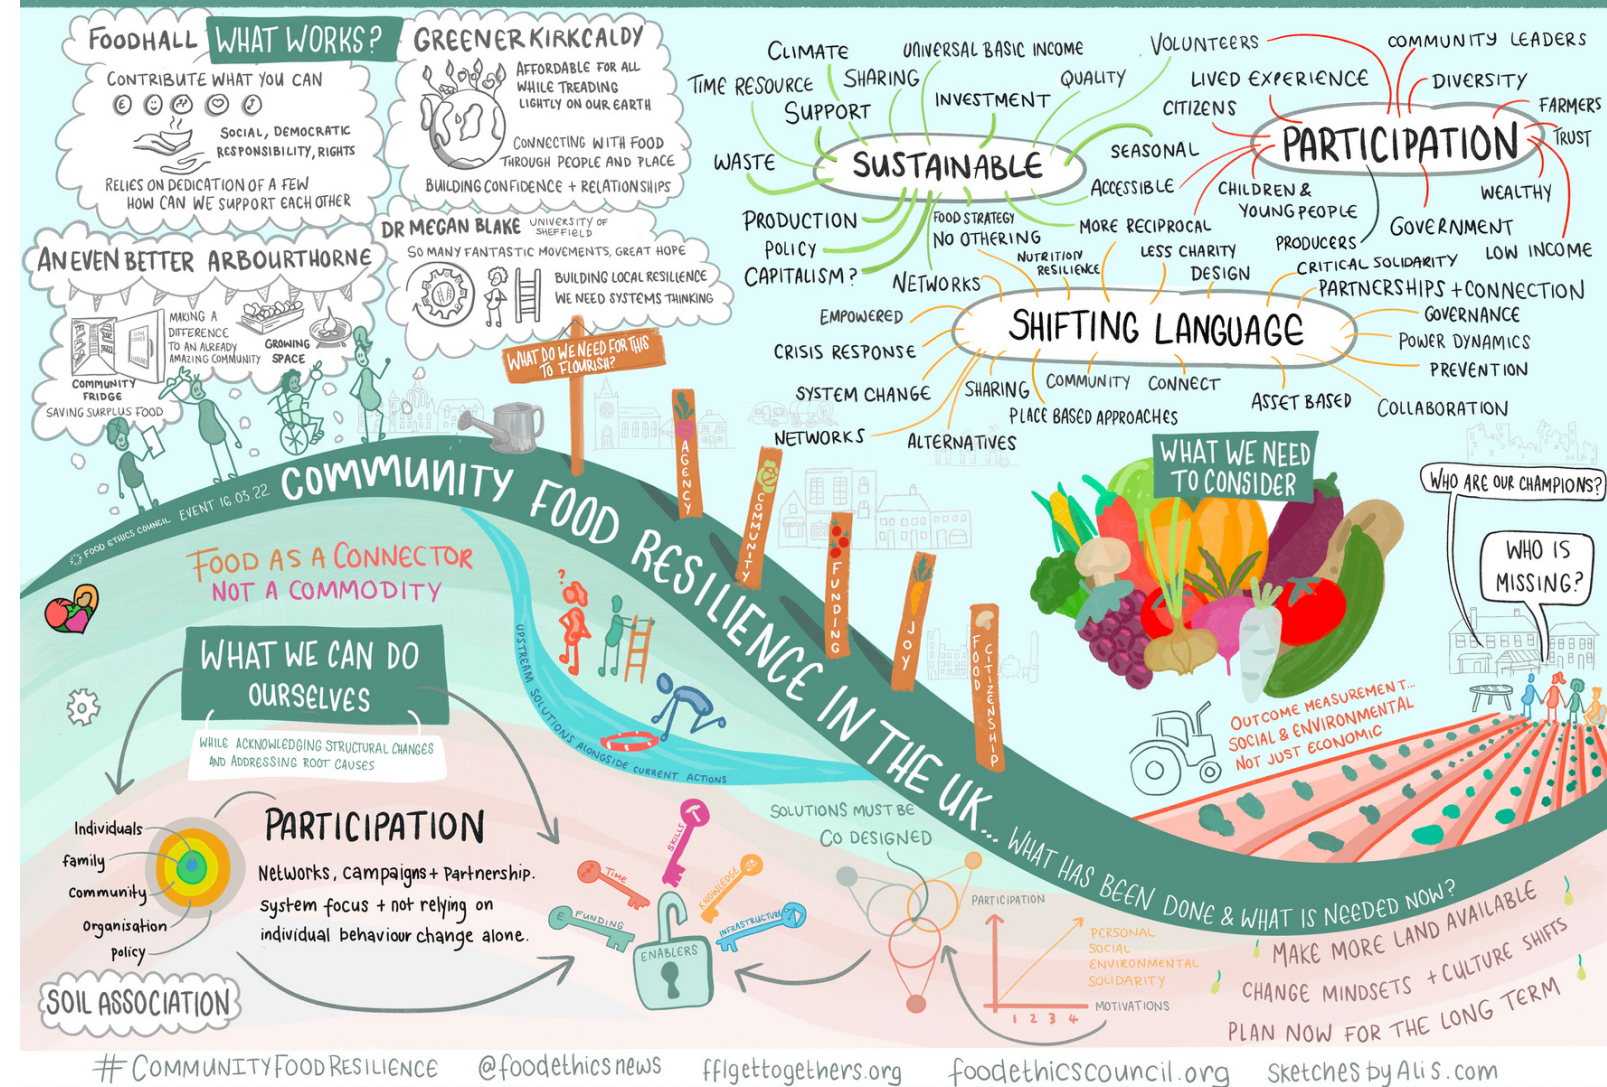 FOODHALL
WHAT WORKS?
CONTRIBUTE WHAT YOU CAN
£
SOCIAL, DEMOCRATIC
RESPONSIBILITY, RIGHTS
RELIES ON DEDICATION OF A FEW
HOW CAN WE SUPPORT EACH OTHER
GREENER KIRKCALDY
AFFORDABLE FOR ALL
WHILE TREADING
LIGHTLY ON OUR EARTH
CONNECTING WITH FOOD
THROUGH PEOPLE AND PLACE
BUILDING CONFIDENCE + RELATIONSHIPS
DR MEGAN BLAKE
UNIVERSITY OF
SHEFFIELD
SO MANY FANTASTIC MOVEMENTS, GREAT HOPE
BUILDING LOCAL RESILIENCE
WE NEED SYSTEMS THINKING
AN EVEN BETTER ARBOURTHORNE
MAKING A
DIFFERENCE
TO AN ALREADY
AMAZING COMMUNITY
GROWING
SPACE
COMMUNITY
FRIDGE
SAVING SURPLUS FOOD
CLIMATE
UNIVERSAL BASIC INCOME
VOLUNTEERS
TIME RESOURCE
SHARING
QUALITY
SUPPORT
INVESTMENT
SUSTAINABLE
WASTE
SEASONAL
ACCESSIBLE
PRODUCTION
POLICY
CAPITALISM?
FOOD STRATEGY
NO OTHERING
MORE RECIPROCAL
NETWORKS
COMMUNITY LEADERS
LIVED EXPERIENCE
DIVERSITY
CITIZENS
FARMERS
PARTICIPATION
TRUST
CHILDREN &
YOUNG PEOPLE
WEALTHY
PRODUCERS
GOVERNMENT
LOW INCOME
NUTRITION
RESILIENCE
LESS CHARITY
DESIGN
CRITICAL SOLIDARITY
PARTNERSHIPS + CONNECTION
GOVERNANCE
POWER DYNAMICS
PREVENTION
COLLABORATION
SHIFTING LANGUAGE
EMPOWERED
CRISIS RESPONSE
SYSTEM CHANGE
NETWORKS
ALTERNATIVES
SHARING
PLACE BASED APPROACHES
COMMUNITY
CONNECT
ASSET BASED
WHAT DO WE NEED FOR THIS
TO FLOURISH?
AGENCY
COMMUNITY
FUNDING
JOY
FOOD
CITIZENSHIP
WHAT WE NEED
TO CONSIDER
WHO ARE OUR CHAMPIONS?
WHO IS
MISSING?
OUTCOME MEASUREMENT...
SOCIAL & ENVIRONMENTAL
NOT JUST ECONOMIC
FOOD ETHICS COUNCIL EVENT 16.03.22
COMMUNITY FOOD RESILIENCE IN THE UK... WHAT HAS BEEN DONE & WHAT IS NEEDED NOW?
FOOD AS A CONNECTOR
NOT A COMMODITY
WHAT WE CAN DO
OURSELVES
WHILE ACKNOWLEDGING STRUCTURAL CHANGES
AND ADDRESSING ROOT CAUSES
?
UPSTREAM SOLUTIONS ALONGSIDE CURRENT ACTIONS
Individuals
family
Community
Organisation
policy
PARTICIPATION
Networks, campaigns + Partnership.
system focus + not relying on
individual behaviour change alone.
SOIL ASSOCIATION
SKILLS
TIME
KNOWLEDGE
£ FUNDING
INFRASTRUCTURE
ENABLERS
SOLUTIONS MUST BE
CO DESIGNED
PARTICIPATION
PERSONAL
SOCIAL
ENVIRONMENTAL
SOLIDARITY
MOTIVATIONS
1 2 3 4
MAKE MORE LAND AVAILABLE
CHANGE MINDSETS + CULTURE SHIFTS
PLAN NOW FOR THE LONG TERM
# COMMUNITYFOODRESILIENCE @foodethicsnews fflgettogethers.org foodethicscouncil.org sketchesbyAlis.com